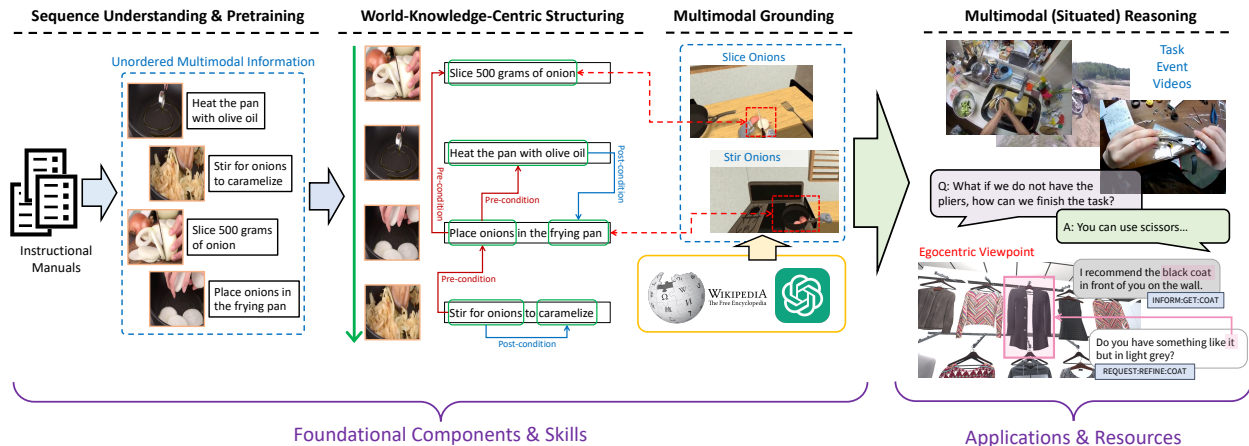 Sequence Understanding & Pretraining
World-Knowledge-Centric Structuring
Multimodal Grounding
Multimodal (Situated) Reasoning
Unordered Multimodal Information
Heat the pan
with olive oil
Stir for onions
to caramelize
Slice 500 grams
of onion
Place onions in
the frying pan
Instructional
Manuals
Slice 500 grams of onion
Heat the pan with olive oil
Place onions in the frying pan
Stir for onions to caramelize
Pre-condition
Pre-condition
Pre-condition
Post-condition
Post-condition
Slice Onions
Stir Onions
WIKIPEDIA
The Free Encyclopedia
Task
Event
Videos
Q: What if we do not have the
pliers, how can we finish the task?
A: You can use scissors...
Egocentric Viewpoint
I recommend the black coat
in front of you on the wall.
INFORM:GET:COAT
Do you have something like it
but in light grey?
REQUEST:REFINE:COAT
Foundational Components & Skills
Applications & Resources